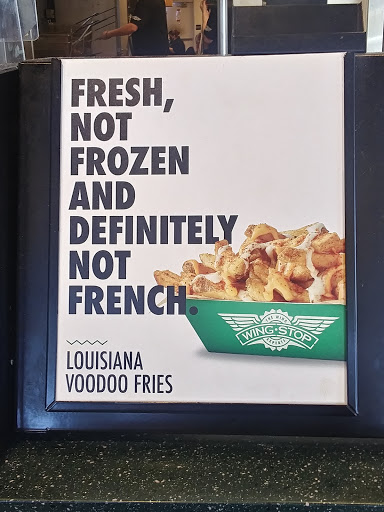 FRESH,
NOT
FROZEN
AND
DEFINITELY
NOT
FRENCH.
WING·STOP
LOUISIANA
VOODOO FRIES